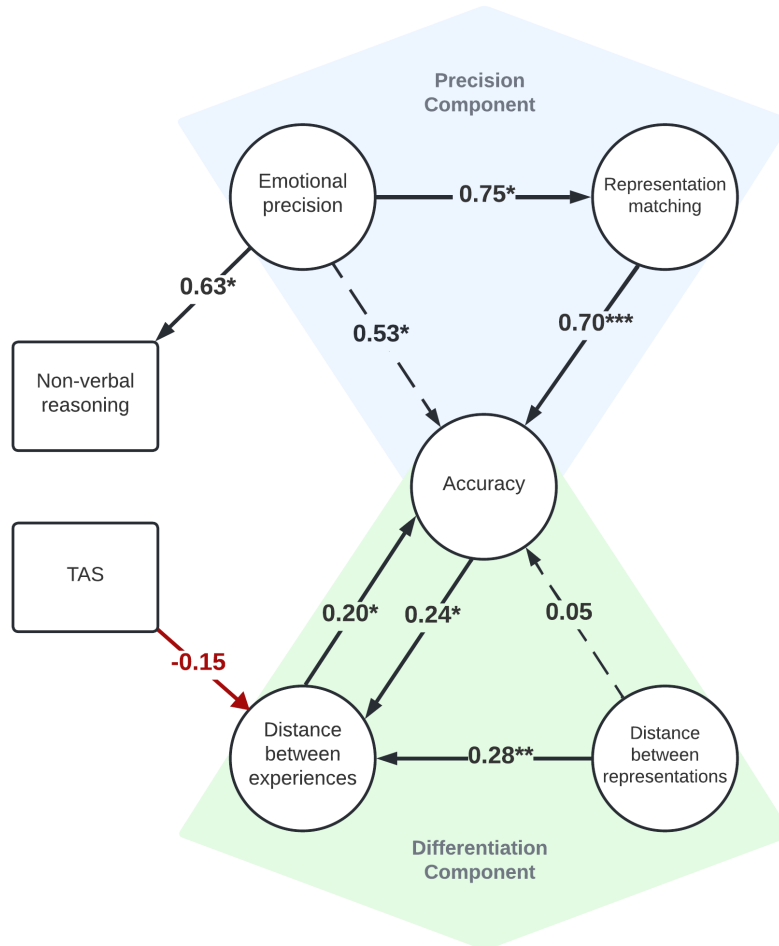 Precision
Component
Emotional
precision
0.75*
Representation
matching
0.63*
0.53*
0.70***
Non-verbal
reasoning
Accuracy
TAS
0.20*
0.24*
0.05
-0.15
Distance
between
experiences
0.28**
Distance
between
representations
Differentiation
Component